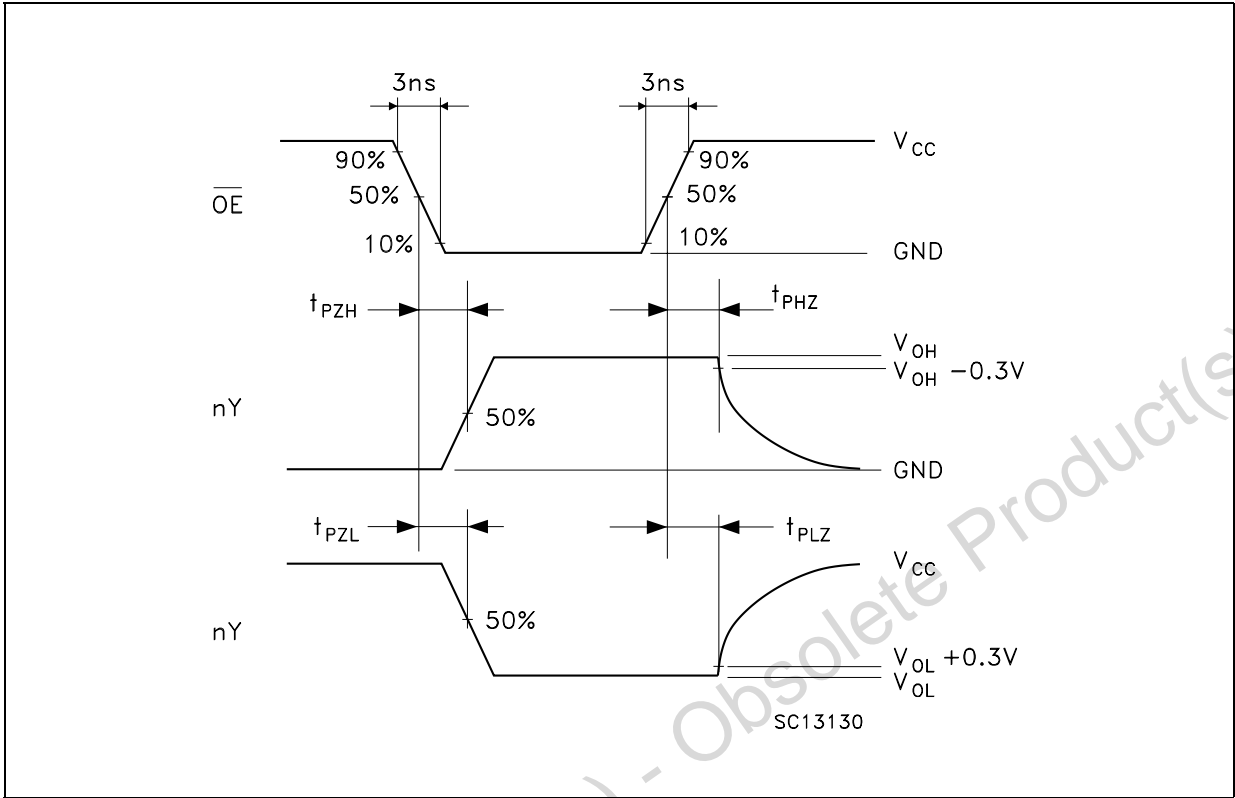 3ns 3ns
V_CC
90% 90%
50% 50%
O̅E̅
10% 10%
GND
t_PZH t_PHZ
V_OH
V_OH −0.3V
nY
50%
GND
t_PZL t_PLZ
V_CC
50%
nY
V_OL +0.3V
V_OL
SC13130
) - Obsolete Product(s